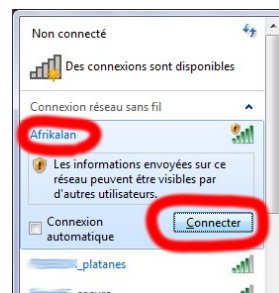 Non connecté
Des connexions sont disponibles
Connexion réseau sans fil
Afrikalan
Les informations envoyées sur ce
réseau peuvent être visibles par
d'autres utilisateurs.
Connexion
automatique
Connecter
_platanes